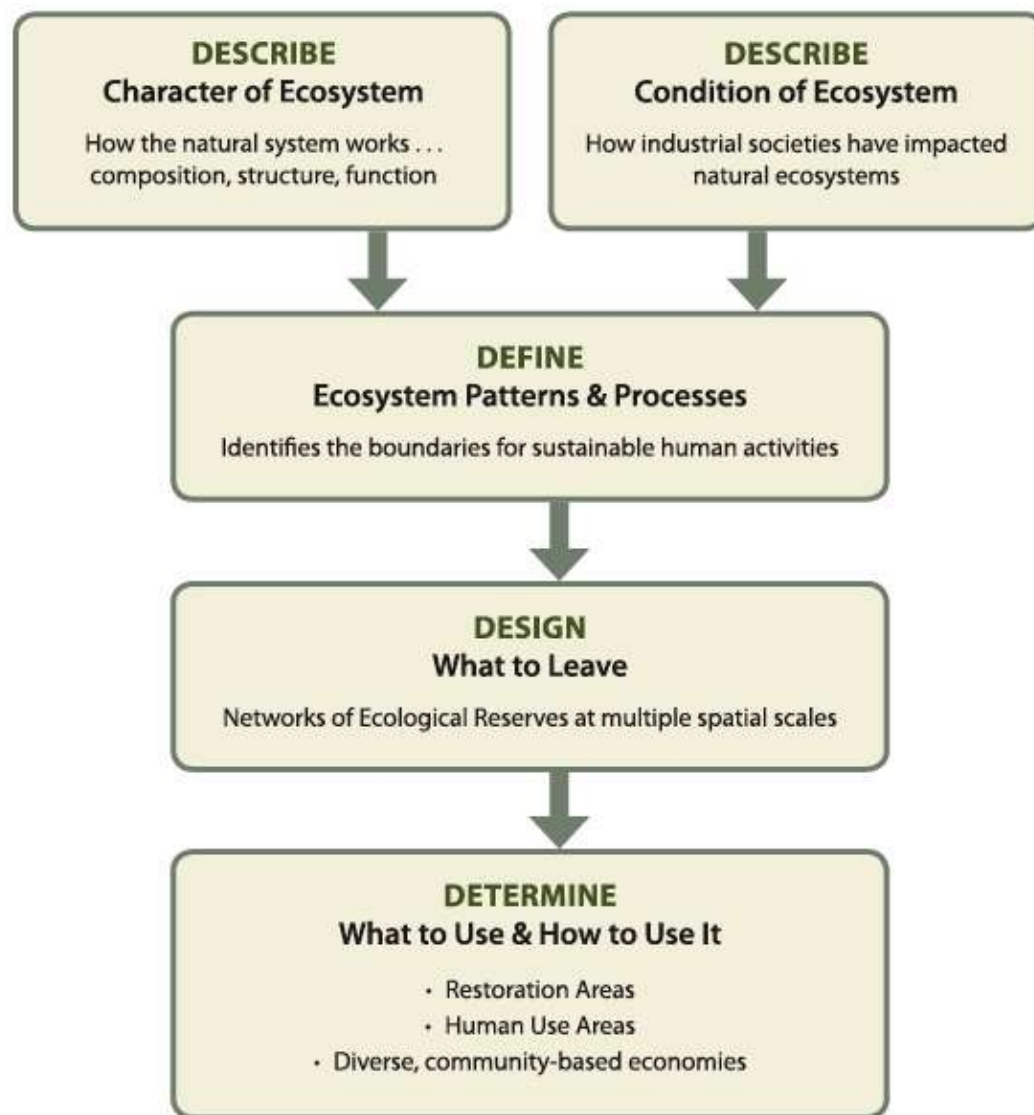 DESCRIBE
Character of Ecosystem
How the natural system works . . .
composition, structure, function
DESCRIBE
Condition of Ecosystem
How industrial societies have impacted
natural ecosystems
DEFINE
Ecosystem Patterns & Processes
Identifies the boundaries for sustainable human activities
DESIGN
What to Leave
Networks of Ecological Reserves at multiple spatial scales
DETERMINE
What to Use & How to Use It
• Restoration Areas
• Human Use Areas
• Diverse, community-based economies